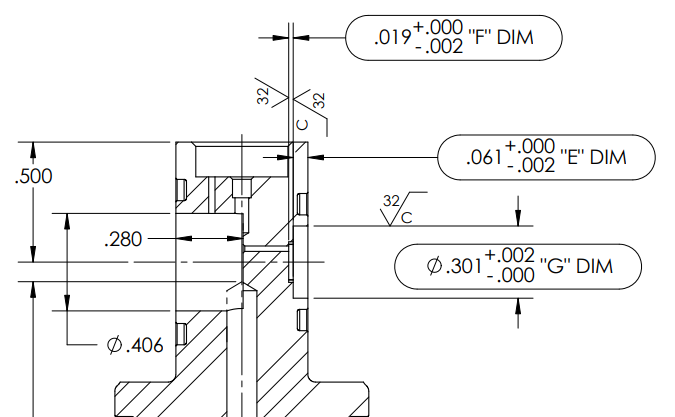 .019 +.000 -.002 "F" DIM
32
32
C
.061 +.000 -.002 "E" DIM
.500
32
C
.280
Ø.301 +.002 -.000 "G" DIM
Ø.406